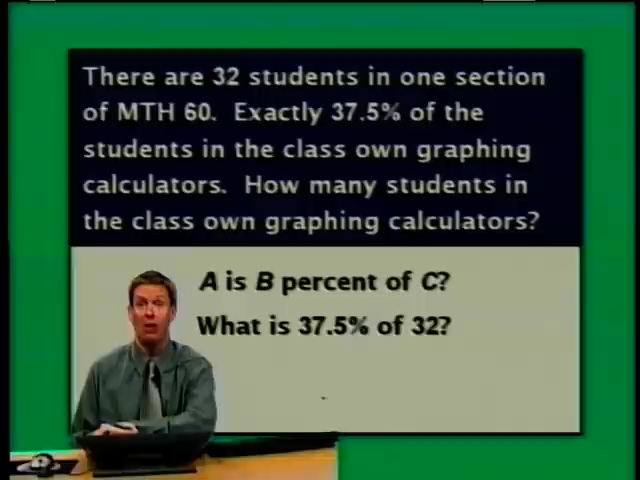 There are 32 students in one section
of MTH 60. Exactly 37.5% of the
students in the class own graphing
calculators. How many students in
the class own graphing calculators?
A is B percent of C?
What is 37.5% of 32?